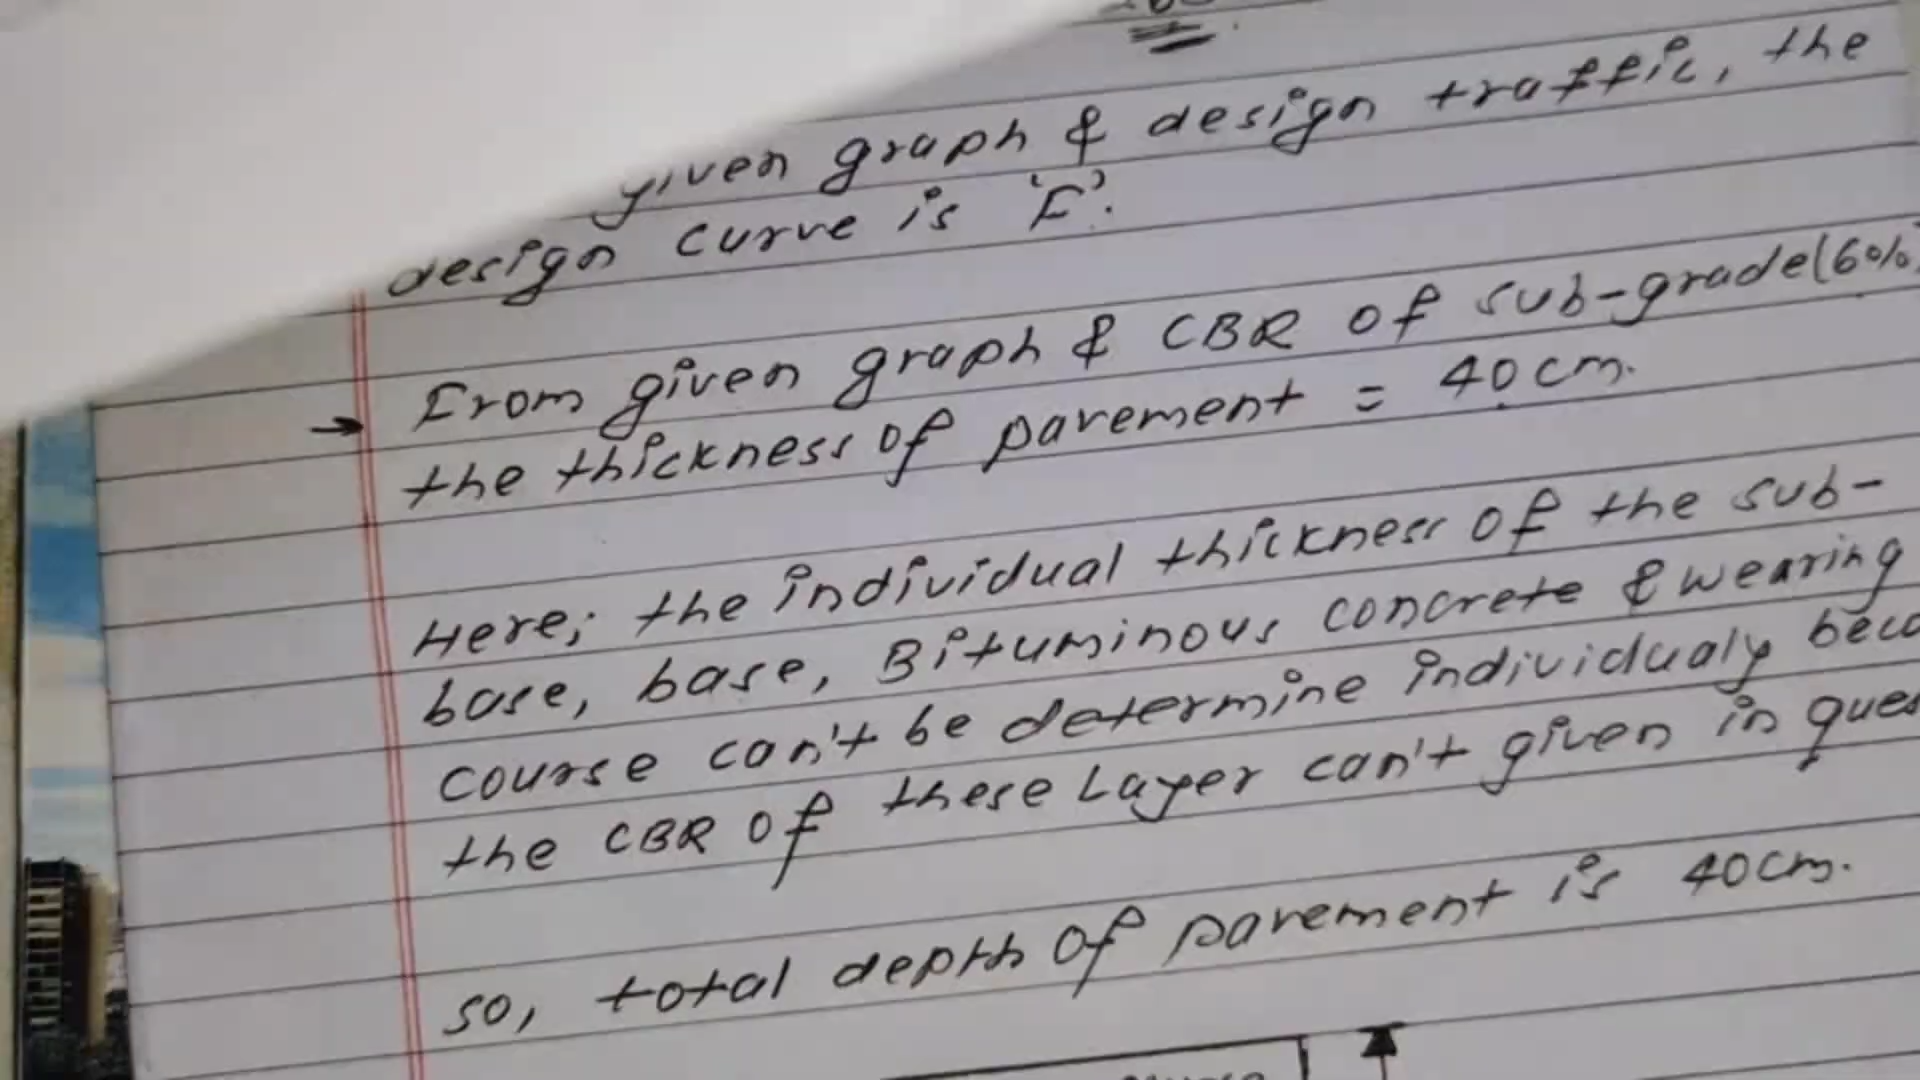 given graph & design traffic, the
design curve is 'F'.
→ From given graph & CBR of sub-grade (6%)
the thickness of pavement = 40 cm.
Here; the individual thickness of the sub-
base, base, Bituminous concrete & wearing
course can't be determine individualy beca
the CBR of these Layer can't given in ques
so, total depth of pavement is 40 cm.